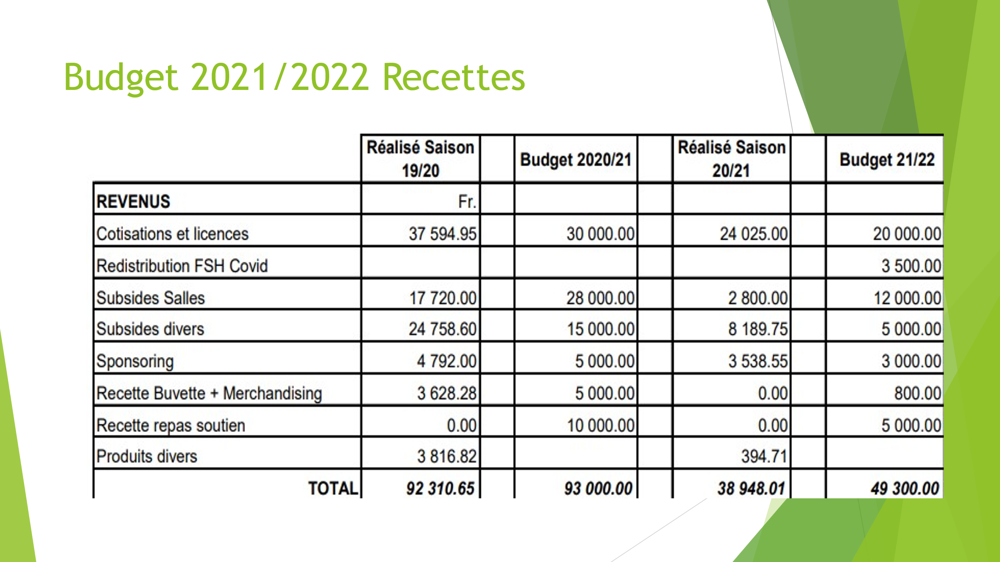 Budget 2021/2022 Recettes
Réalisé Saison 19/20 Budget 2020/21 Réalisé Saison 20/21 Budget 21/22
REVENUS Fr.
Cotisations et licences 37 594.95 30 000.00 24 025.00 20 000.00
Redistribution FSH Covid 3 500.00
Subsides Salles 17 720.00 28 000.00 2 800.00 12 000.00
Subsides divers 24 758.60 15 000.00 8 189.75 5 000.00
Sponsoring 4 792.00 5 000.00 3 538.55 3 000.00
Recette Buvette + Merchandising 3 628.28 5 000.00 0.00 800.00
Recette repas soutien 0.00 10 000.00 0.00 5 000.00
Produits divers 3 816.82 394.71
TOTAL 92 310.65 93 000.00 38 948.01 49 300.00